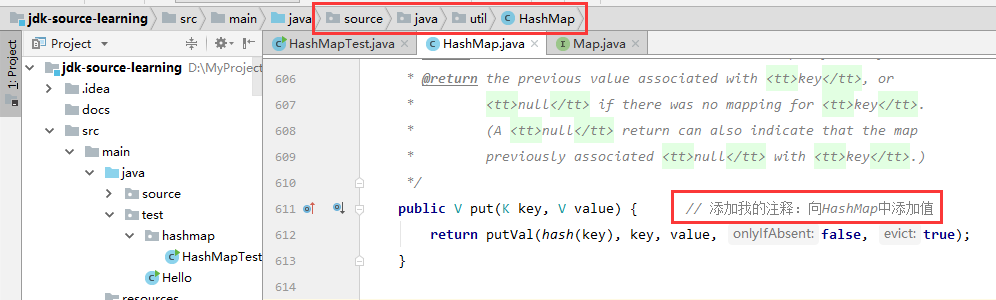 jdk-source-learning src main java source java util HashMap
1: Project
Project
HashMapTest.java HashMap.java Map.java
jdk-source-learning D:\MyProject
.idea
docs
src
main
java
source
test
hashmap
HashMapTest
Hello
606 * @return the previous value associated with <tt>key</tt>, or
607 * <tt>null</tt> if there was no mapping for <tt>key</tt>.
608 * (A <tt>null</tt> return can also indicate that the map
609 * previously associated <tt>null</tt> with <tt>key</tt>.)
610 */
611 public V put(K key, V value) { // 添加我的注释：向HashMap中添加值
612 return putVal(hash(key), key, value, onlyIfAbsent: false, evict: true);
613 }
614